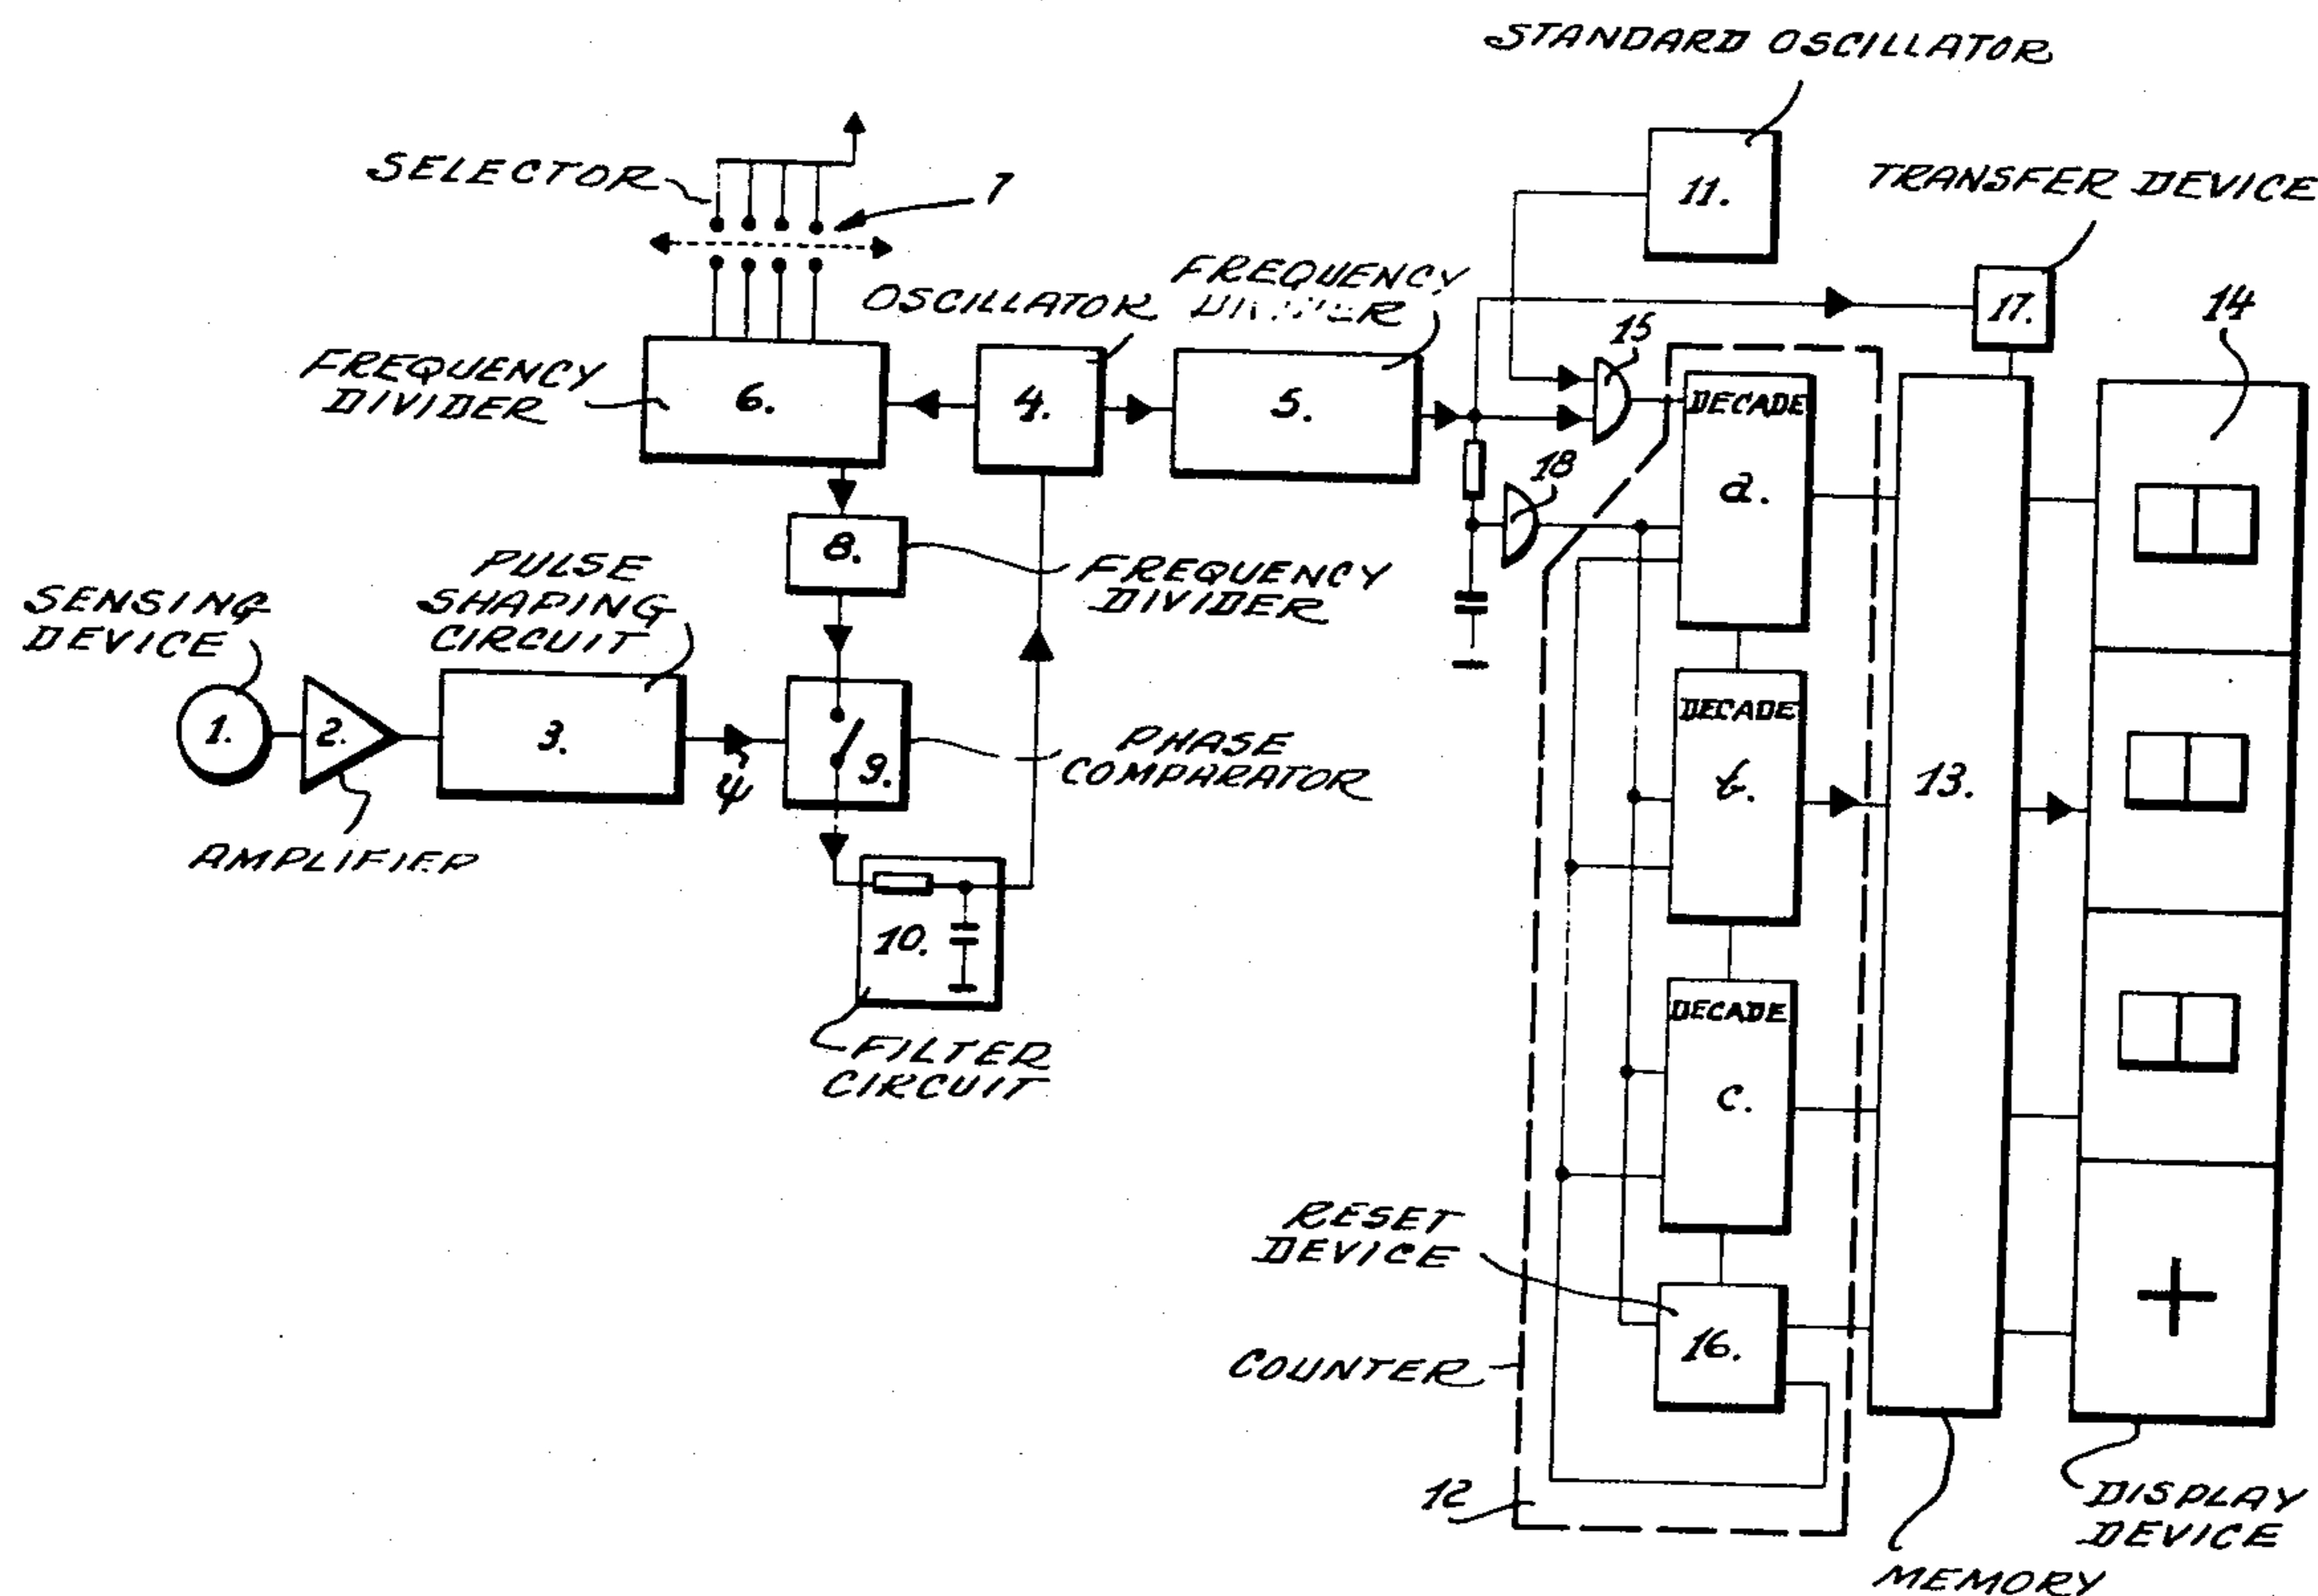 STANDARD OSCILLATOR
SELECTOR
7
11.
TRANSFER DEVICE
FREQUENCY
OSCILLATOR
17.
14
15
FREQUENCY
DIVIDER
6.
4.
5.
DECADE
a.
18
8.
FREQUENCY
DIVIDER
PULSE
SHAPING
CIRCUIT
SENSING
DEVICE
1.
2.
3.
ψ
9.
PHASE
COMPARATOR
DECADE
b.
13.
AMPLIFIER
10.
FILTER
CIRCUIT
DECADE
c.
RESET
DEVICE
16.
COUNTER
12
DISPLAY
DEVICE
MEMORY